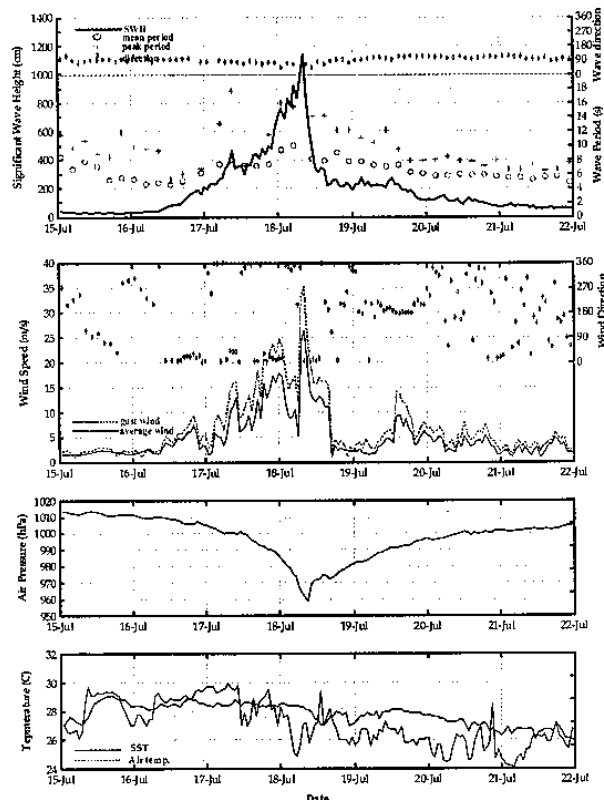 SWH
mean period
peak period
direction
Significant Wave Height (cm)
1400
1200
1000
800
600
400
200
0
Wave direction
360
270
180
90
0
Wave Period (s)
18
16
14
12
10
8
6
4
2
0
15-Jul 16-Jul 17-Jul 18-Jul 19-Jul 20-Jul 21-Jul 22-Jul
Wind Speed (m/s)
40
35
30
25
20
15
10
5
0
Wind Direction
360
270
180
90
0
gust wind
average wind
15-Jul 16-Jul 17-Jul 18-Jul 19-Jul 20-Jul 21-Jul 22-Jul
Air Pressure (hPa)
1020
1010
1000
990
980
970
960
950
15-Jul 16-Jul 17-Jul 18-Jul 19-Jul 20-Jul 21-Jul 22-Jul
Tepmterature (C)
32
30
28
26
24
SST
Air temp.
15-Jul 16-Jul 17-Jul 18-Jul 19-Jul 20-Jul 21-Jul 22-Jul
Date